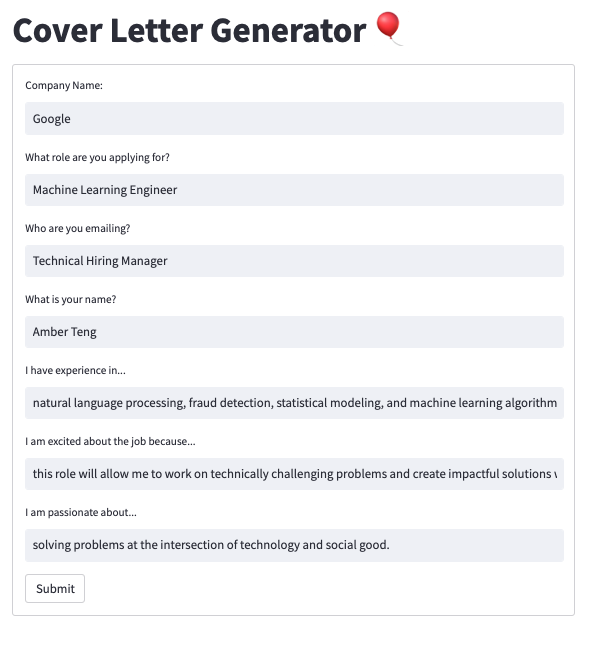 Cover Letter Generator 🎈
Company Name:
Google
What role are you applying for?
Machine Learning Engineer
Who are you emailing?
Technical Hiring Manager
What is your name?
Amber Teng
I have experience in...
natural language processing, fraud detection, statistical modeling, and machine learning algorithm
I am excited about the job because...
this role will allow me to work on technically challenging problems and create impactful solutions
I am passionate about...
solving problems at the intersection of technology and social good.
Submit